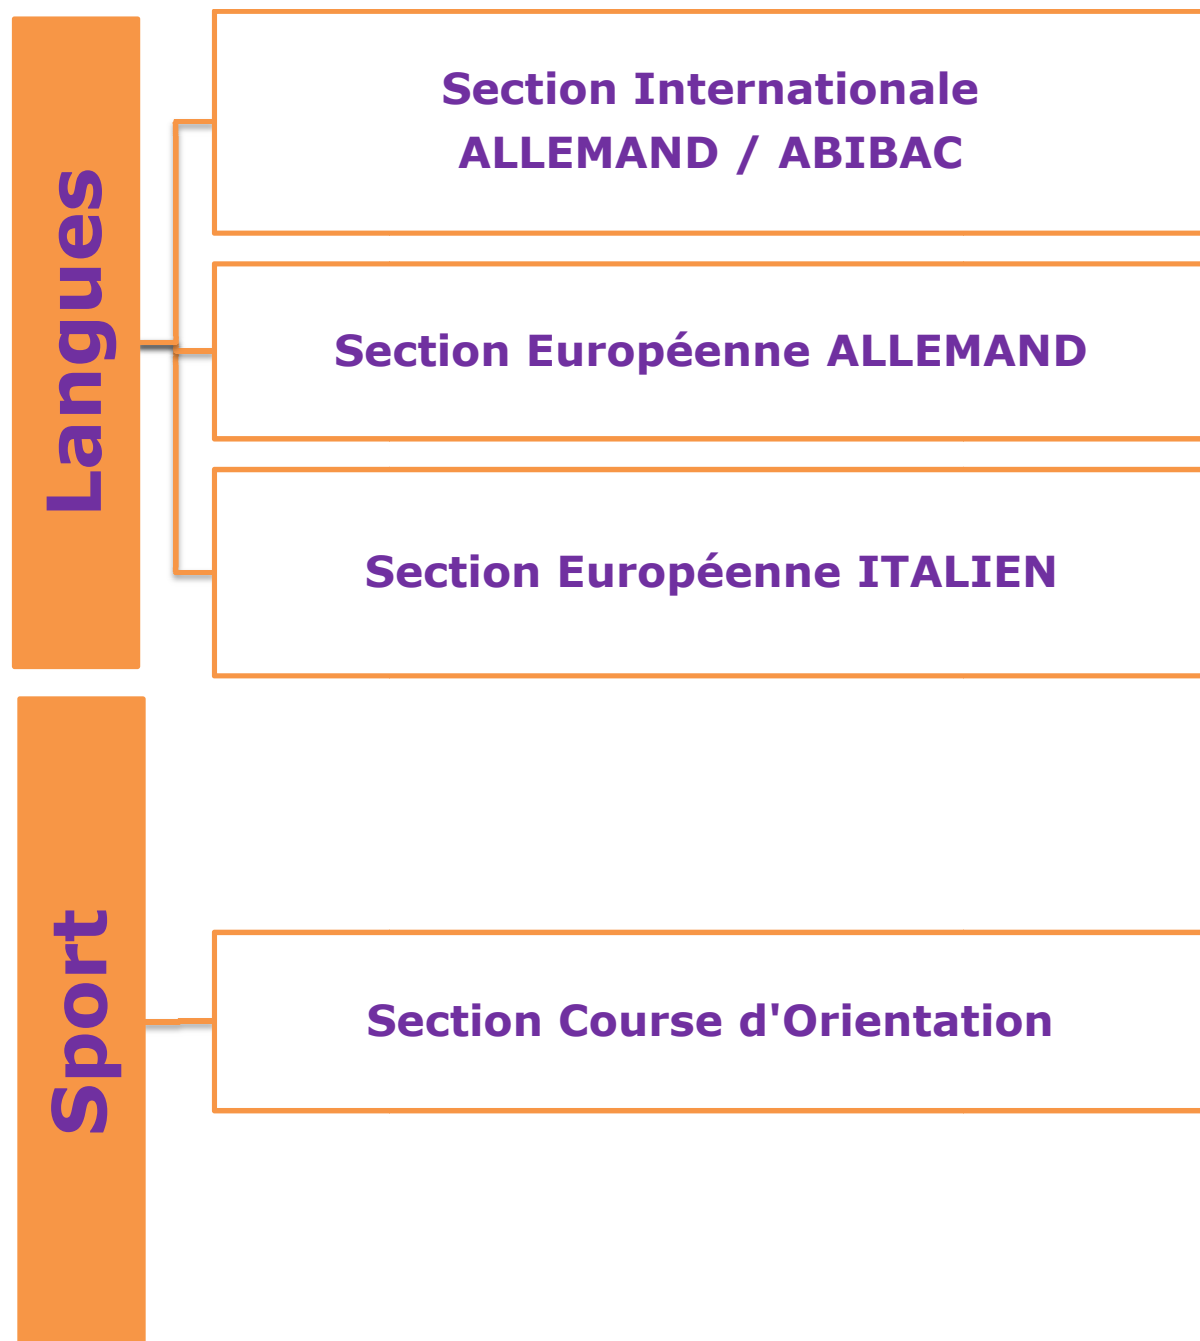 Langues
Section Internationale
ALLEMAND / ABIBAC
Section Européenne ALLEMAND
Section Européenne ITALIEN
Sport
Section Course d'Orientation